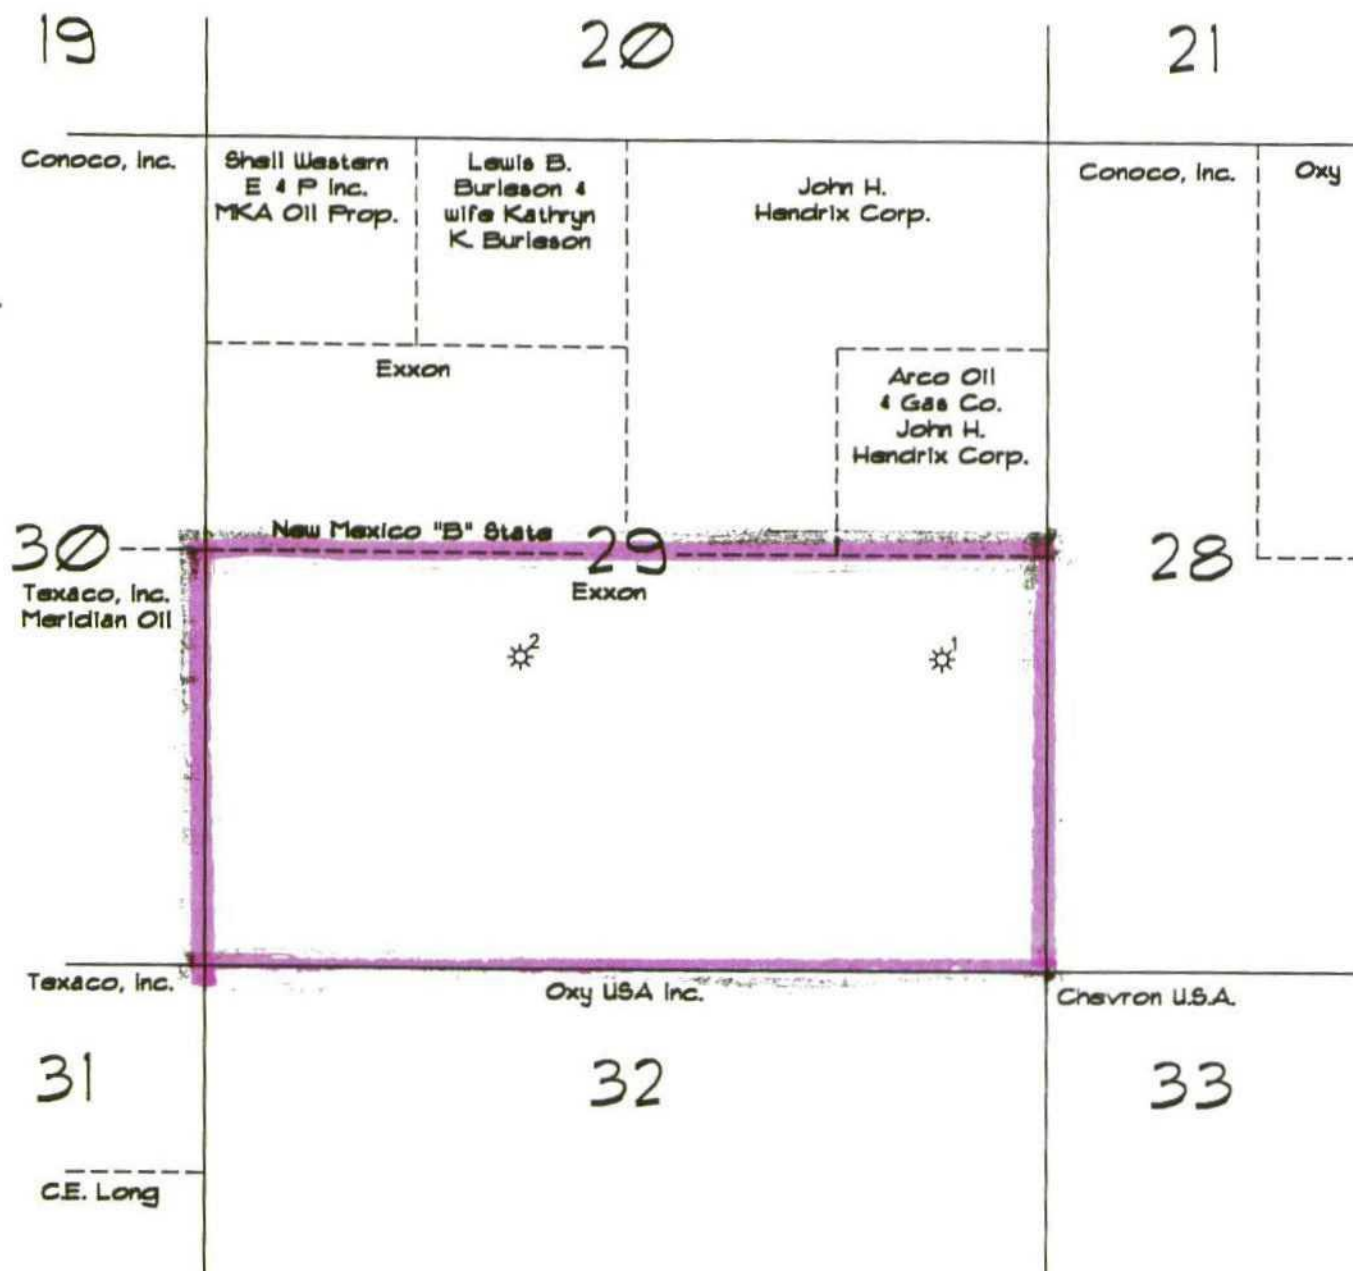 19
20
21
Conoco, Inc.
Shell Western
E & P Inc.
MKA Oil Prop.
Lewis B.
Burleson &
wife Kathryn
K. Burleson
John H.
Hendrix Corp.
Conoco, Inc.
Oxy
Exxon
Arco Oil
& Gas Co.
John H.
Hendrix Corp.
New Mexico "B" State
30
29
28
Texaco, Inc.
Meridian Oil
Exxon
2
1
Texaco, Inc.
Oxy USA Inc.
Chevron U.S.A.
31
32
33
C.E. Long